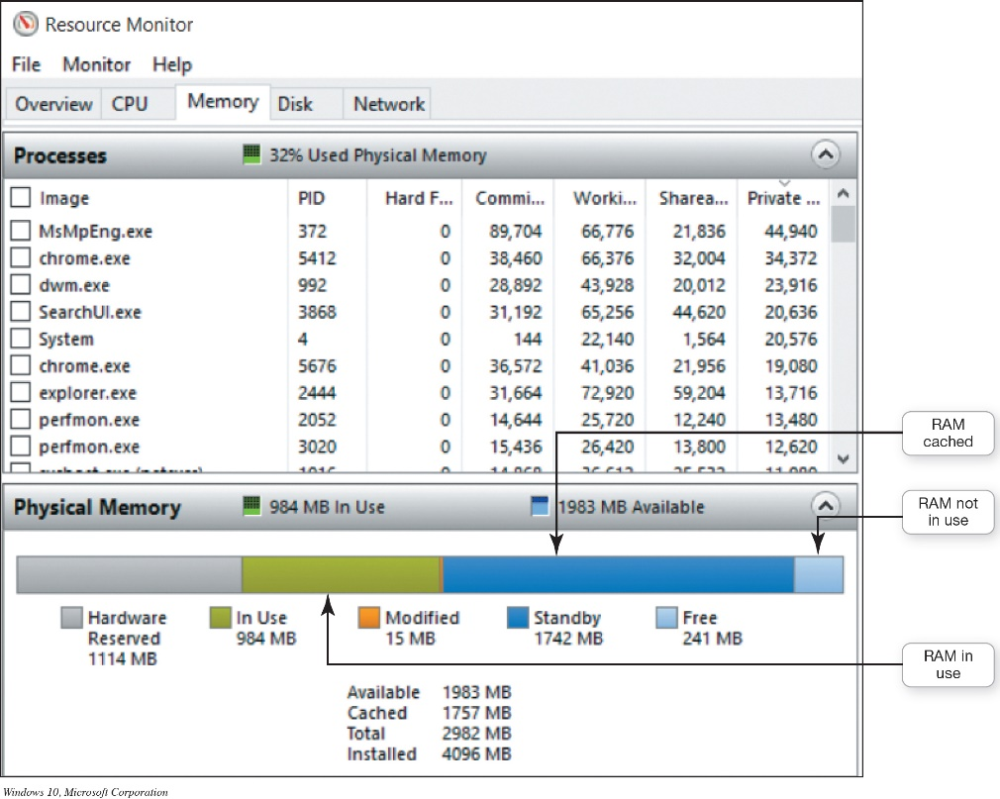 Resource Monitor
File Monitor Help
Overview CPU Memory Disk Network
Processes 32% Used Physical Memory
Image PID Hard F... Commi... Worki... Sharea... Private ...
MsMpEng.exe 372 0 89,704 66,776 21,836 44,940
chrome.exe 5412 0 38,460 66,376 32,004 34,372
dwm.exe 992 0 28,892 43,928 20,012 23,916
SearchUI.exe 3868 0 31,192 65,256 44,620 20,636
System 4 0 144 22,140 1,564 20,576
chrome.exe 5676 0 36,572 41,036 21,956 19,080
explorer.exe 2444 0 31,664 72,920 59,204 13,716
perfmon.exe 2052 0 14,644 25,720 12,240 13,480
perfmon.exe 3020 0 15,436 26,420 13,800 12,620
RAM
cached
Physical Memory 984 MB In Use 1983 MB Available
RAM not
in use
Hardware In Use Modified Standby Free
Reserved 984 MB 15 MB 1742 MB 241 MB
1114 MB
RAM in
use
Available 1983 MB
Cached 1757 MB
Total 2982 MB
Installed 4096 MB
Windows 10, Microsoft Corporation